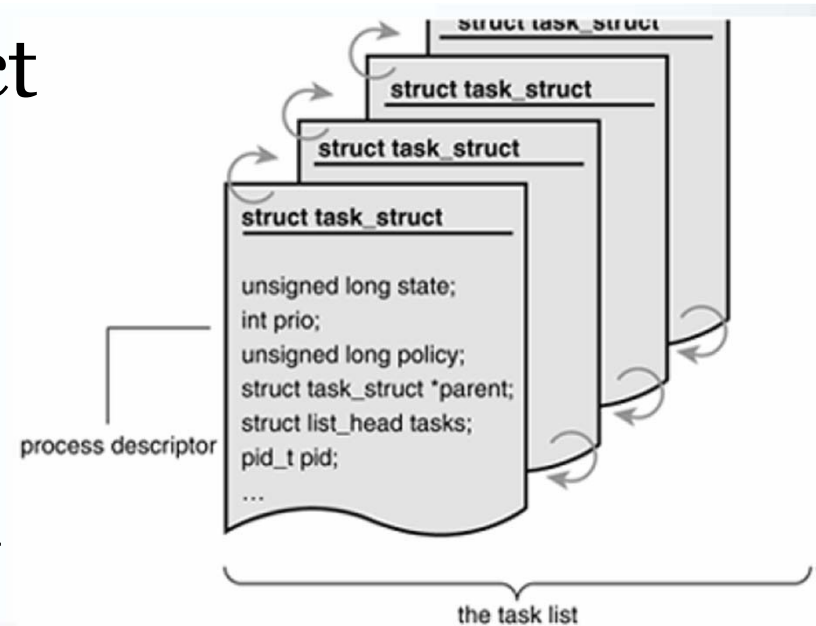 ct
struct task_struct
struct task_struct
struct task_struct
struct task_struct
unsigned long state;
int prio;
unsigned long policy;
struct task_struct *parent;
struct list_head tasks;
pid_t pid;
...
process descriptor
the task list